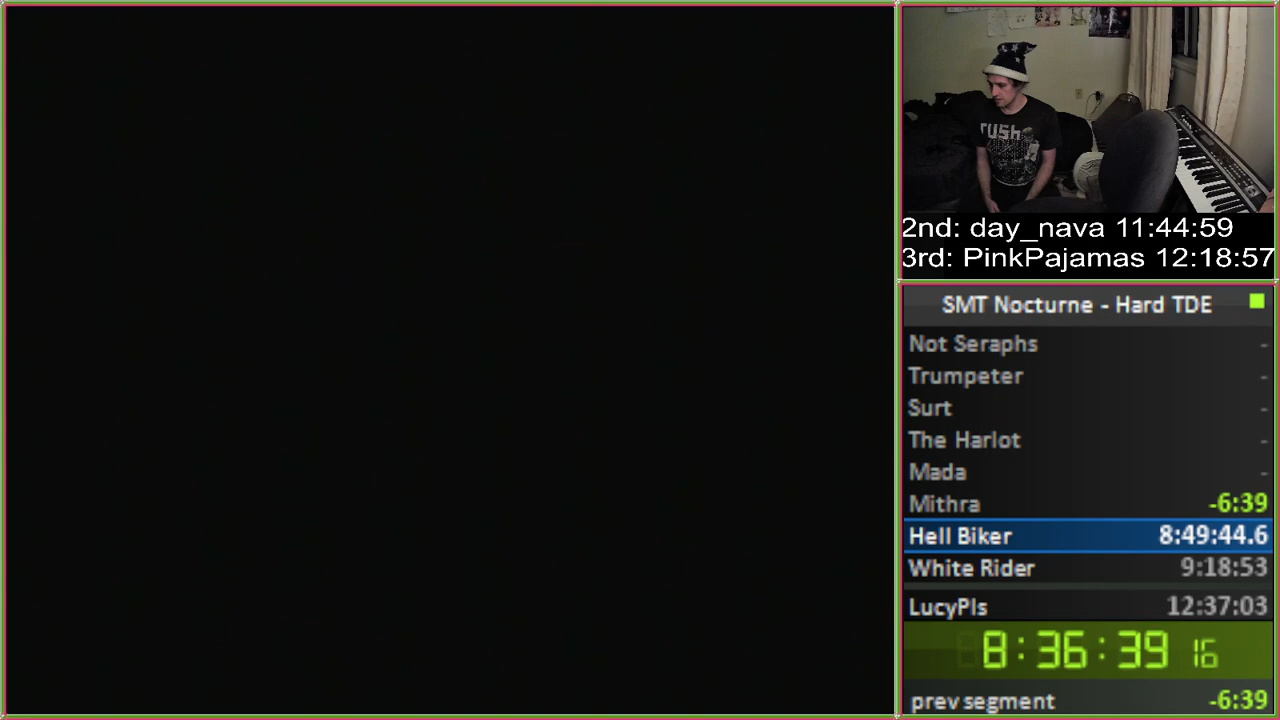 rush
2nd: day_nava 11:44:59
3rd: PinkPajamas 12:18:57
SMT Nocturne - Hard TDE
Not Seraphs -
Trumpeter -
Surt -
The Harlot -
Mada -
Mithra -6:39
Hell Biker 8:49:44.6
White Rider 9:18:53
LucyPls 12:37:03
8:36:39 16
prev segment -6:39